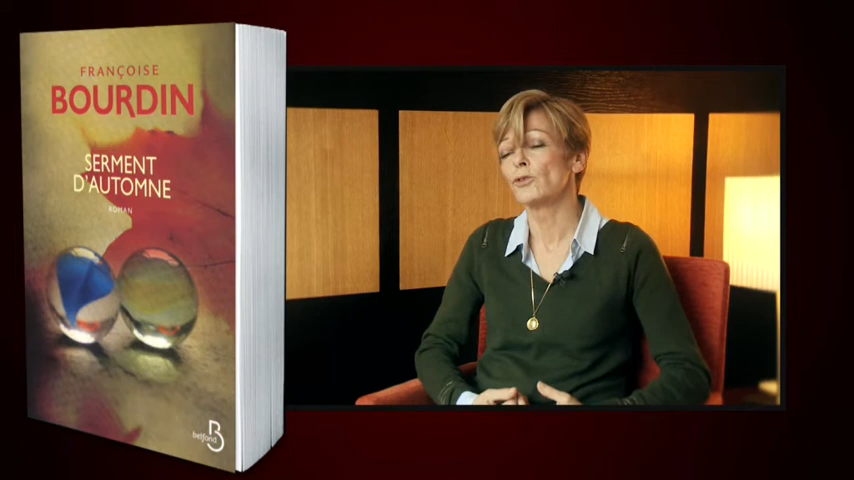 FRANÇOISE
BOURDIN
SERMENT
D'AUTOMNE
ROMAN
belfond